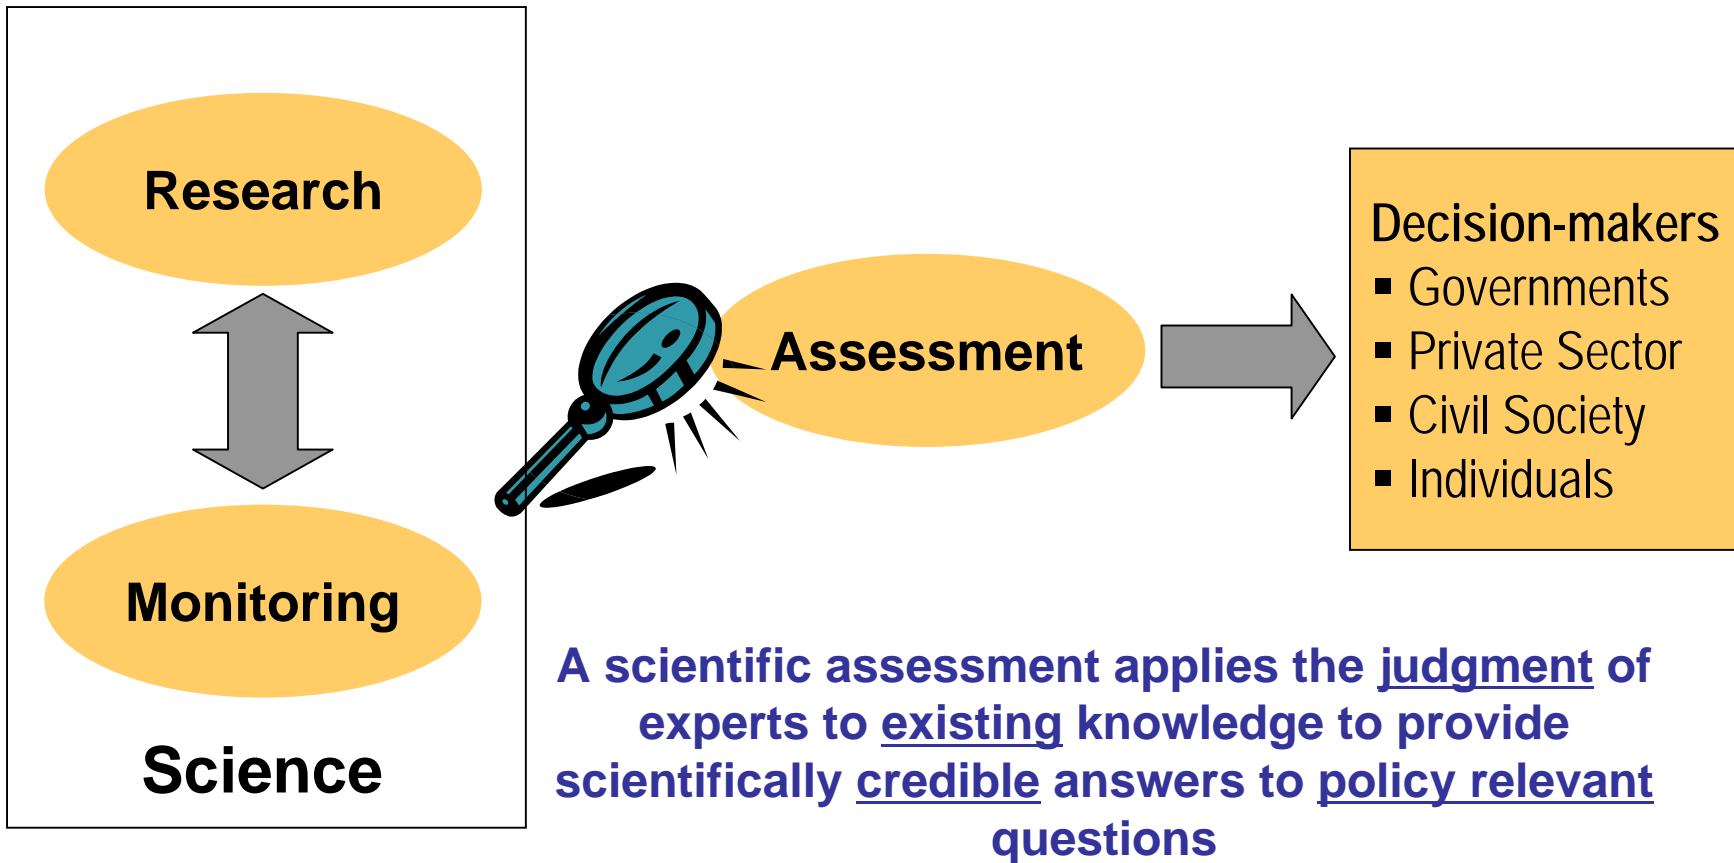 Research
Monitoring
Science
Assessment
Decision-makers
▪ Governments
▪ Private Sector
▪ Civil Society
▪ Individuals
A scientific assessment applies the judgment of
experts to existing knowledge to provide
scientifically credible answers to policy relevant
questions